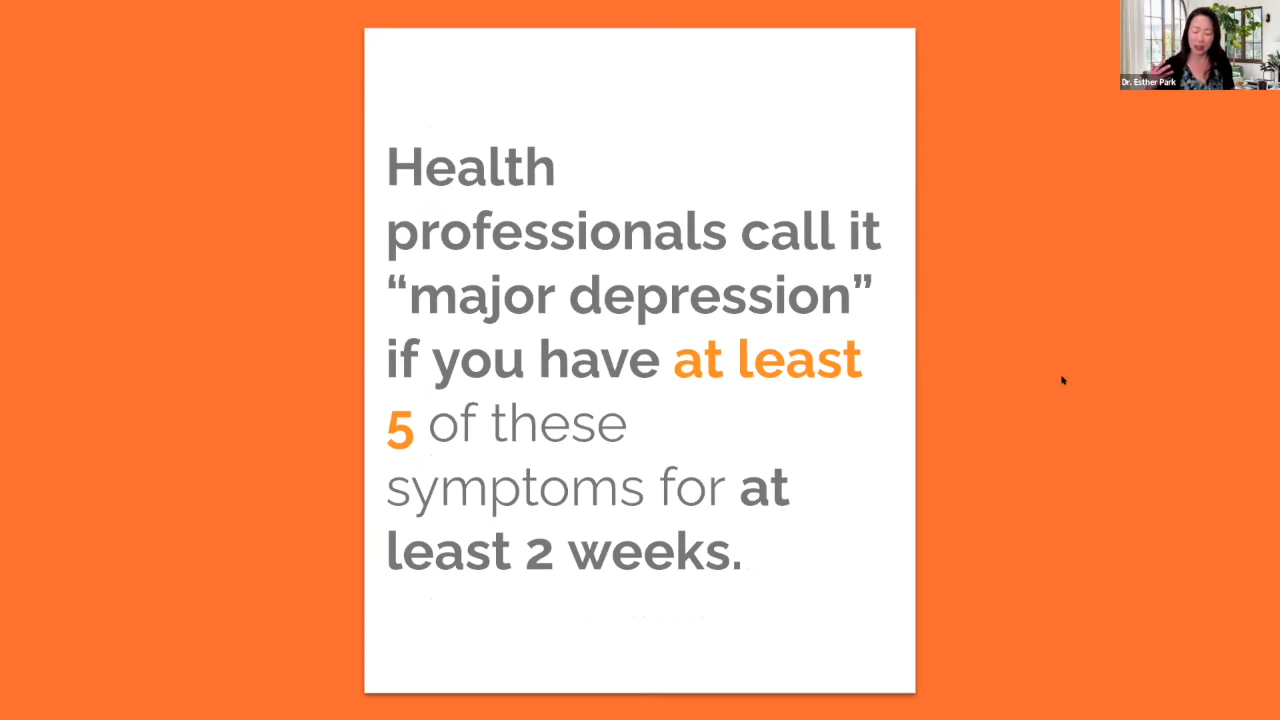 Dr. Esther Park
Health
professionals call it
“major depression”
if you have at least
5 of these
symptoms for at
least 2 weeks.